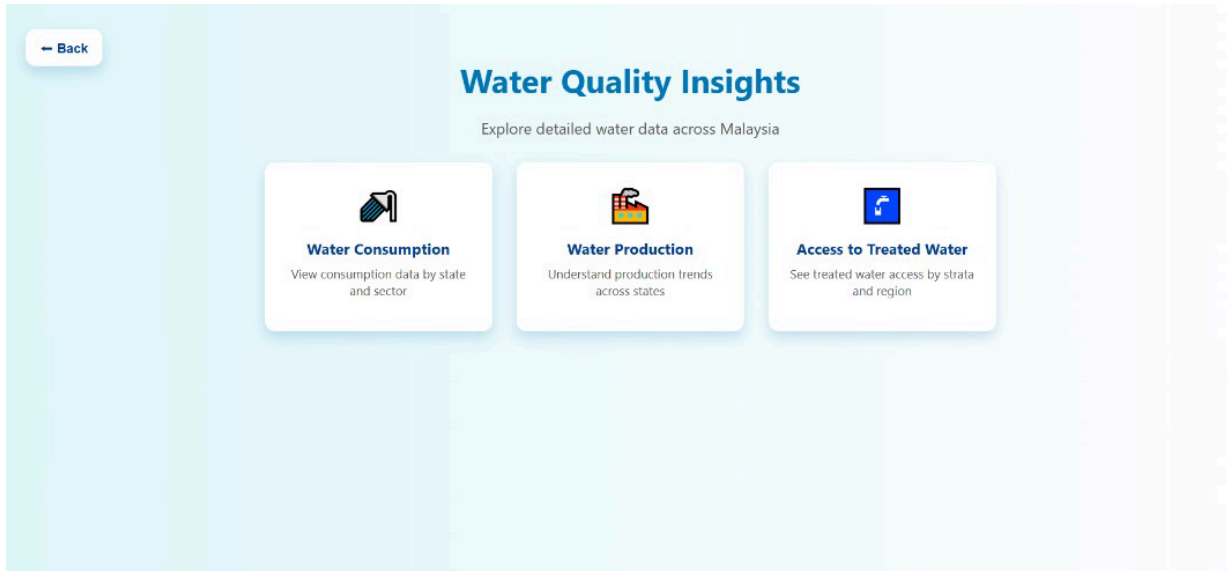 ← Back
Water Quality Insights
Explore detailed water data across Malaysia
Water Consumption
View consumption data by state
and sector
Water Production
Understand production trends
across states
Access to Treated Water
See treated water access by strata
and region